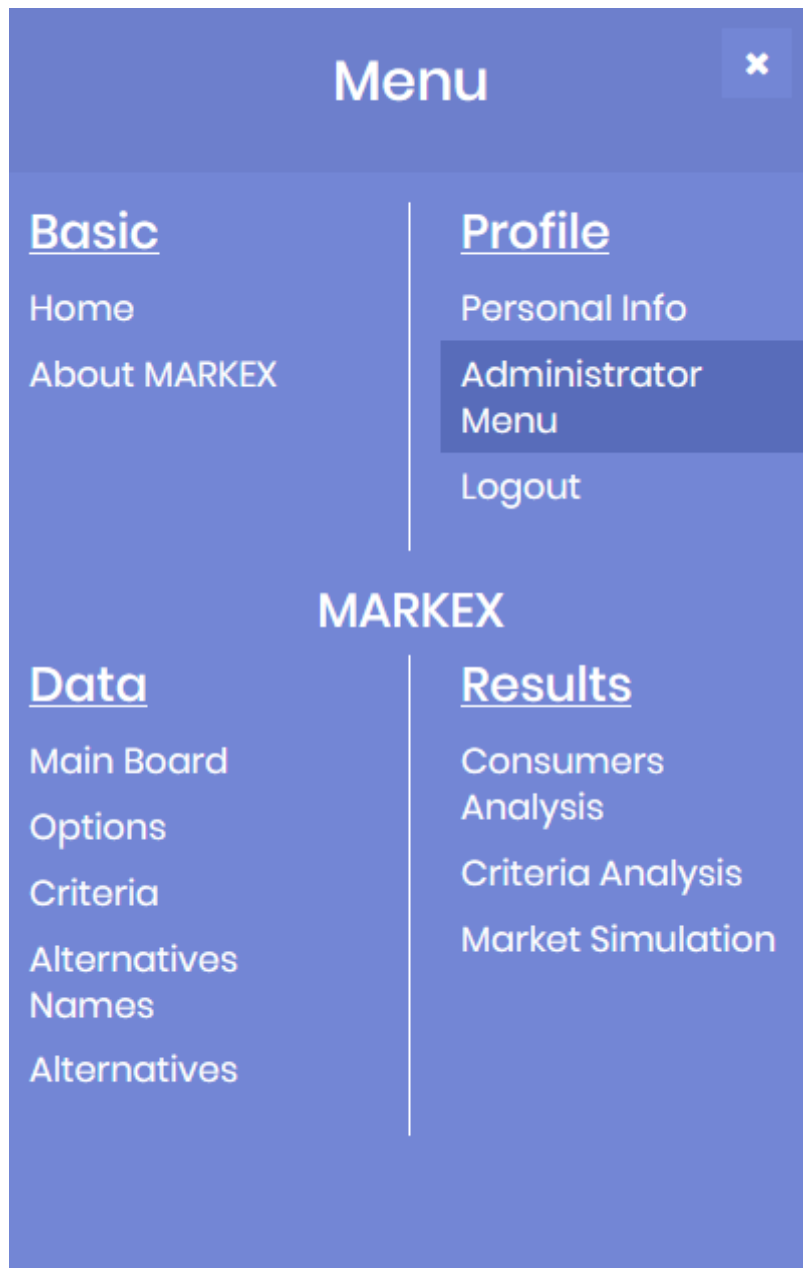 Menu
Basic
Home
About MARKEX
Profile
Personal Info
Administrator
Menu
Logout
MARKEX
Data
Main Board
Options
Criteria
Alternatives
Names
Alternatives
Results
Consumers
Analysis
Criteria Analysis
Market Simulation